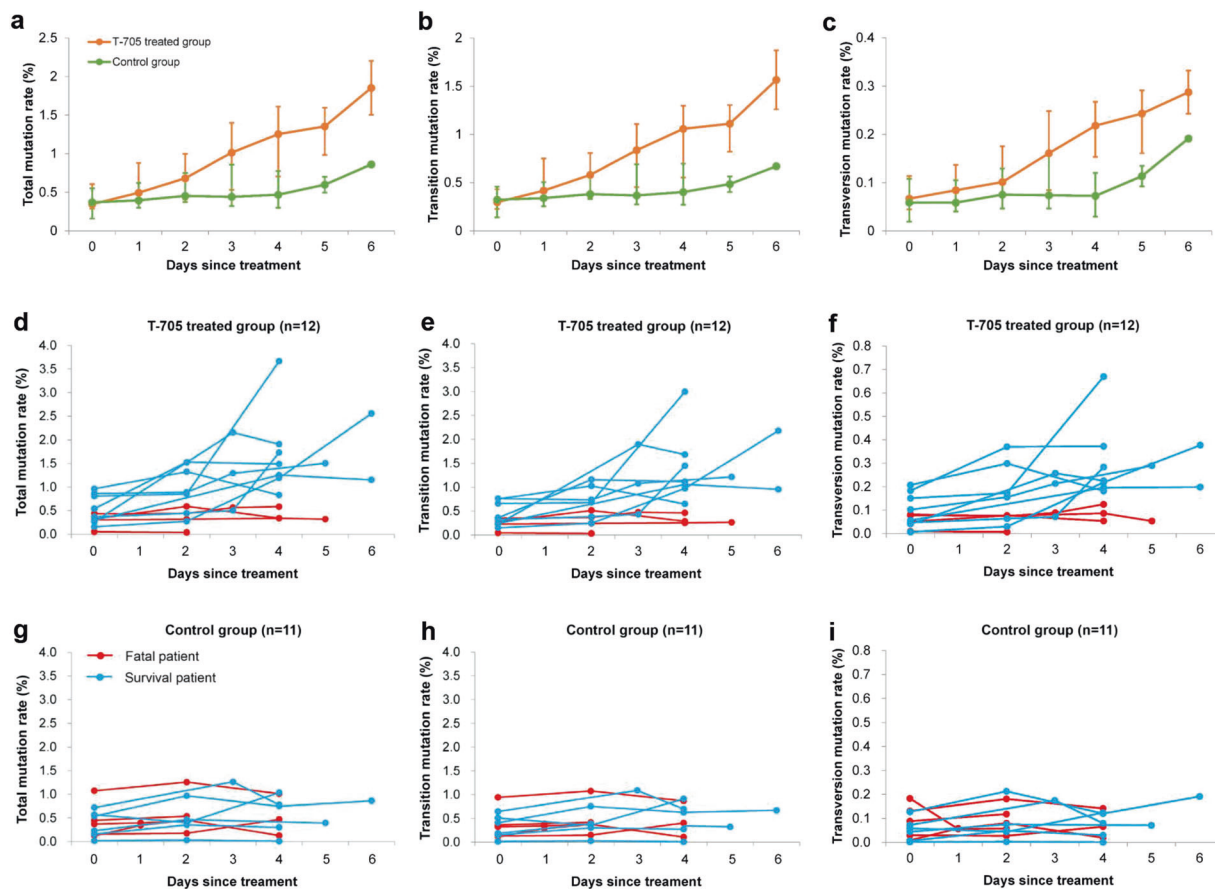 a
Total mutation rate (%)
2.5
2
1.5
1
0.5
0
T-705 treated group
Control group
0 1 2 3 4 5 6
Days since treatment
b
Transition mutation rate (%)
2
1.5
1
0.5
0
0 1 2 3 4 5 6
Days since treatment
c
Transversion mutation rate (%)
0.4
0.3
0.2
0.1
0
0 1 2 3 4 5 6
Days since treatment
d
T-705 treated group (n=12)
Total mutation rate (%)
4.0
3.5
3.0
2.5
2.0
1.5
1.0
0.5
0.0
0 1 2 3 4 5 6
Days since treament
e
T-705 treated group (n=12)
Transition mutation rate (%)
4.0
3.5
3.0
2.5
2.0
1.5
1.0
0.5
0.0
0 1 2 3 4 5 6
Days since treament
f
T-705 treated group (n=12)
Transversion mutation rate (%)
0.8
0.7
0.6
0.5
0.4
0.3
0.2
0.1
0.0
0 1 2 3 4 5 6
Days since treament
g
Control group (n=11)
Total mutation rate (%)
4.0
3.5
3.0
2.5
2.0
1.5
1.0
0.5
0.0
Fatal patient
Survival patient
0 1 2 3 4 5 6
Days since treatment
h
Control group (n=11)
Transition mutation rate (%)
4.0
3.5
3.0
2.5
2.0
1.5
1.0
0.5
0.0
0 1 2 3 4 5 6
Days since treatment
i
Control group (n=11)
Transversion mutation rate (%)
0.8
0.7
0.6
0.5
0.4
0.3
0.2
0.1
0.0
0 1 2 3 4 5 6
Days since treatment